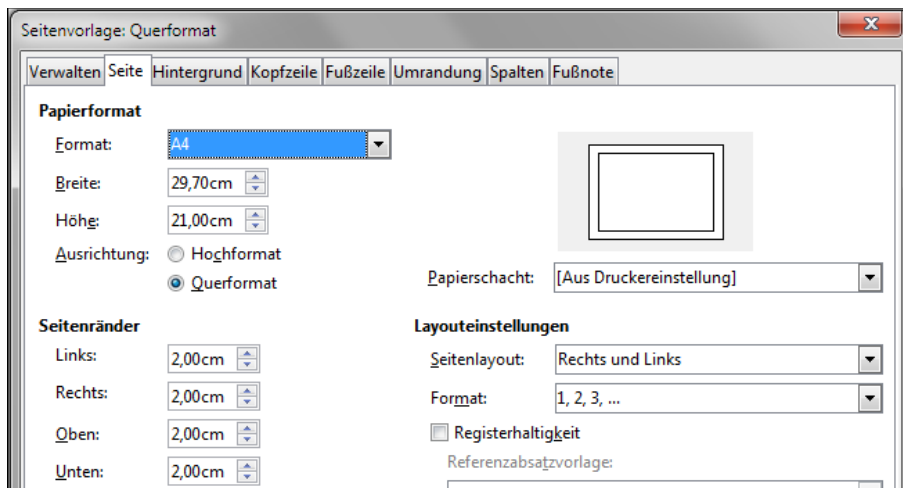 Seitenvorlage: Querformat
Verwalten Seite Hintergrund Kopfzeile Fußzeile Umrandung Spalten Fußnote
Papierformat
Format: A4
Breite: 29,70cm
Höhe: 21,00cm
Ausrichtung: Hochformat
Querformat
Papierschacht: [Aus Druckereinstellung]
Seitenränder
Links: 2,00cm
Rechts: 2,00cm
Oben: 2,00cm
Unten: 2,00cm
Layouteinstellungen
Seitenlayout: Rechts und Links
Format: 1, 2, 3, ...
Registerhaltigkeit
Referenzabsatzvorlage: